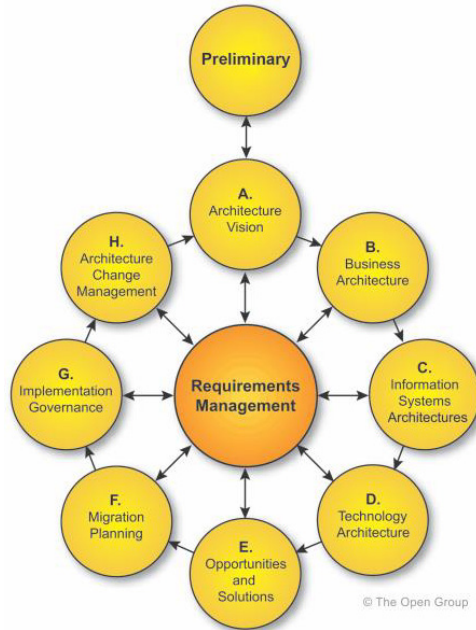 Preliminary
A.
Architecture
Vision
B.
Business
Architecture
C.
Information
Systems
Architectures
D.
Technology
Architecture
E.
Opportunities
and
Solutions
F.
Migration
Planning
G.
Implementation
Governance
H.
Architecture
Change
Management
Requirements
Management
© The Open Group